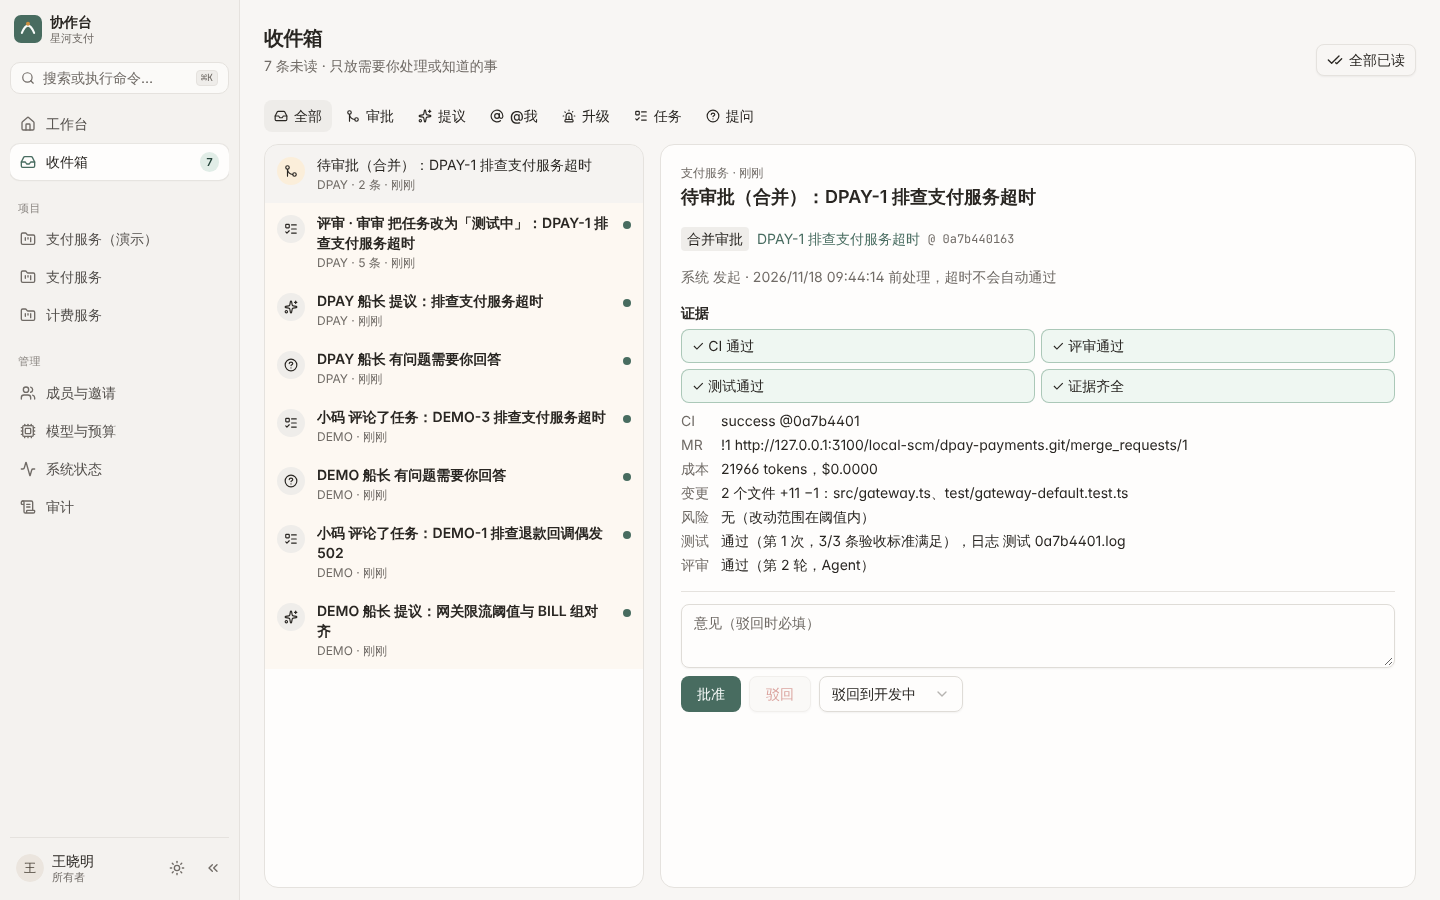 协作台
星河支付
搜索或执行命令... ⌘K
工作台
收件箱 7
项目
支付服务（演示）
支付服务
计费服务
管理
成员与邀请
模型与预算
系统状态
审计
王 王晓明
所有者
收件箱
7 条未读 · 只放需要你处理或知道的事
全部已读
全部 审批 提议 @我 升级 任务 提问
待审批（合并）：DPAY-1 排查支付服务超时
DPAY · 2 条 · 刚刚
评审 · 审审 把任务改为「测试中」：DPAY-1 排
查支付服务超时
DPAY · 5 条 · 刚刚
DPAY 船长 提议：排查支付服务超时
DPAY · 刚刚
DPAY 船长 有问题需要你回答
DPAY · 刚刚
小码 评论了任务：DEMO-3 排查支付服务超时
DEMO · 刚刚
DEMO 船长 有问题需要你回答
DEMO · 刚刚
小码 评论了任务：DEMO-1 排查退款回调偶发
502
DEMO · 刚刚
DEMO 船长 提议：网关限流阈值与 BILL 组对
齐
DEMO · 刚刚
支付服务 · 刚刚
待审批（合并）：DPAY-1 排查支付服务超时
合并审批 DPAY-1 排查支付服务超时 @ 0a7b440163
系统 发起 · 2026/11/18 09:44:14 前处理，超时不会自动通过
证据
CI 通过 评审通过
测试通过 证据齐全
CI success @0a7b4401
MR !1 http://127.0.0.1:3100/local-scm/dpay-payments.git/merge_requests/1
成本 21966 tokens，$0.0000
变更 2 个文件 +11 −1：src/gateway.ts、test/gateway-default.test.ts
风险 无（改动范围在阈值内）
测试 通过（第 1 次，3/3 条验收标准满足），日志 测试 0a7b4401.log
评审 通过（第 2 轮，Agent）
意见（驳回时必填）
批准 驳回 驳回到开发中